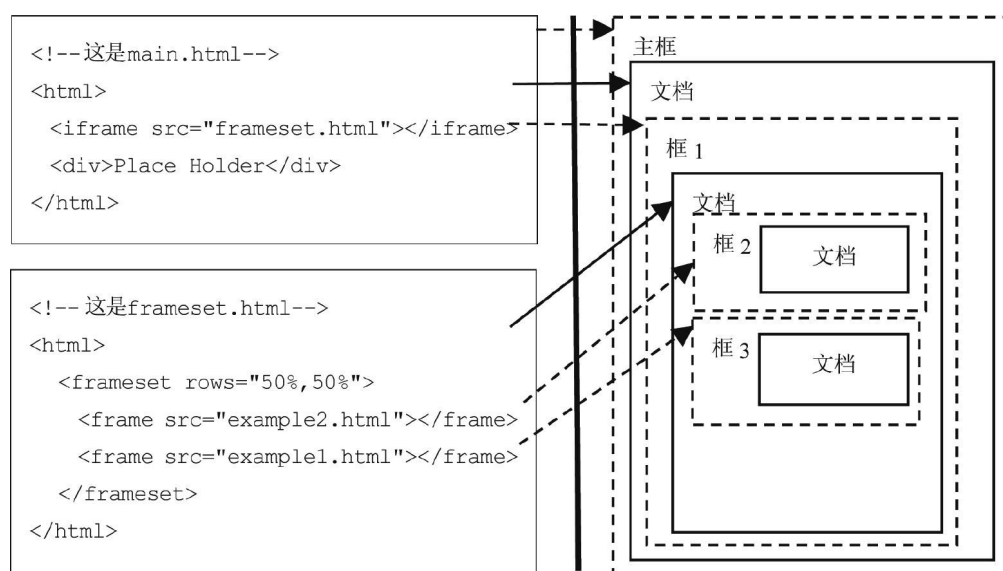 <!--这是main.html-->
<html>
<iframe src="frameset.html"></iframe>
<div>Place Holder</div>
</html>
<!--这是frameset.html-->
<html>
<frameset rows="50%,50%">
<frame src="example2.html"></frame>
<frame src="example1.html"></frame>
</frameset>
</html>
主框
文档
框 1
文档
框 2
文档
框 3
文档